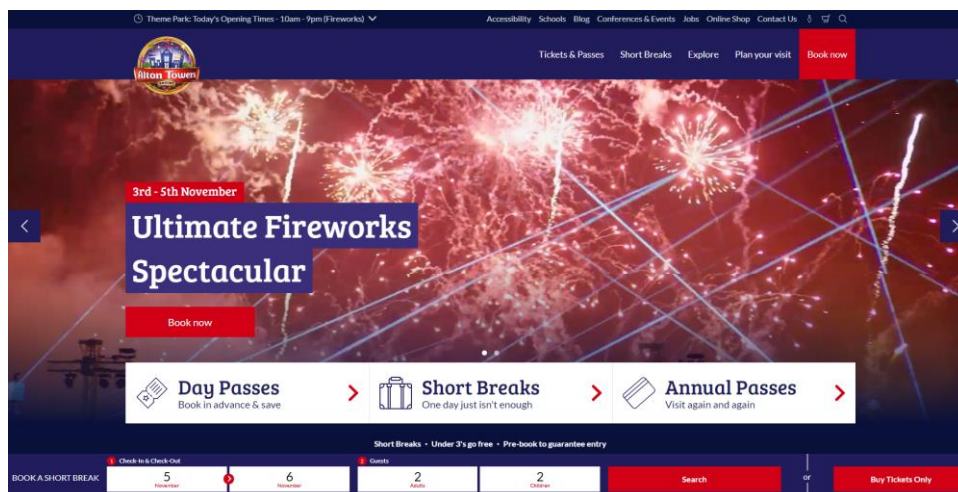 Theme Park: Today's Opening Times - 10am - 9pm (Fireworks)
Accessibility Schools Blog Conferences & Events Jobs Online Shop Contact Us
Alton Towers
Tickets & Passes Short Breaks Explore Plan your visit Book now
3rd - 5th November
Ultimate Fireworks
Spectacular
Book now
Day Passes
Book in advance & save
Short Breaks
One day just isn't enough
Annual Passes
Visit again and again
Short Breaks • Under 3's go free • Pre-book to guarantee entry
BOOK A SHORT BREAK
1 Check-In & Check-Out
5
November
6
November
2 Guests
2
Adults
2
Children
Search
or
Buy Tickets Only